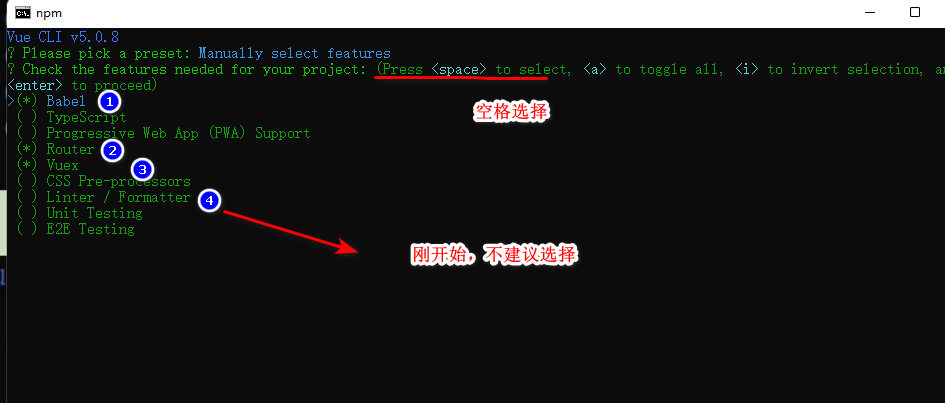 npm
Vue CLI v5.0.8
? Please pick a preset: Manually select features
? Check the features needed for your project: (Press <space> to select, <a> to toggle all, <i> to invert selection, an
<enter> to proceed)
>(*) Babel 1
( ) TypeScript
( ) Progressive Web App (PWA) Support
(*) Router 2
(*) Vuex 3
( ) CSS Pre-processors
( ) Linter / Formatter 4
( ) Unit Testing
( ) E2E Testing
空格选择
刚开始，不建议选择